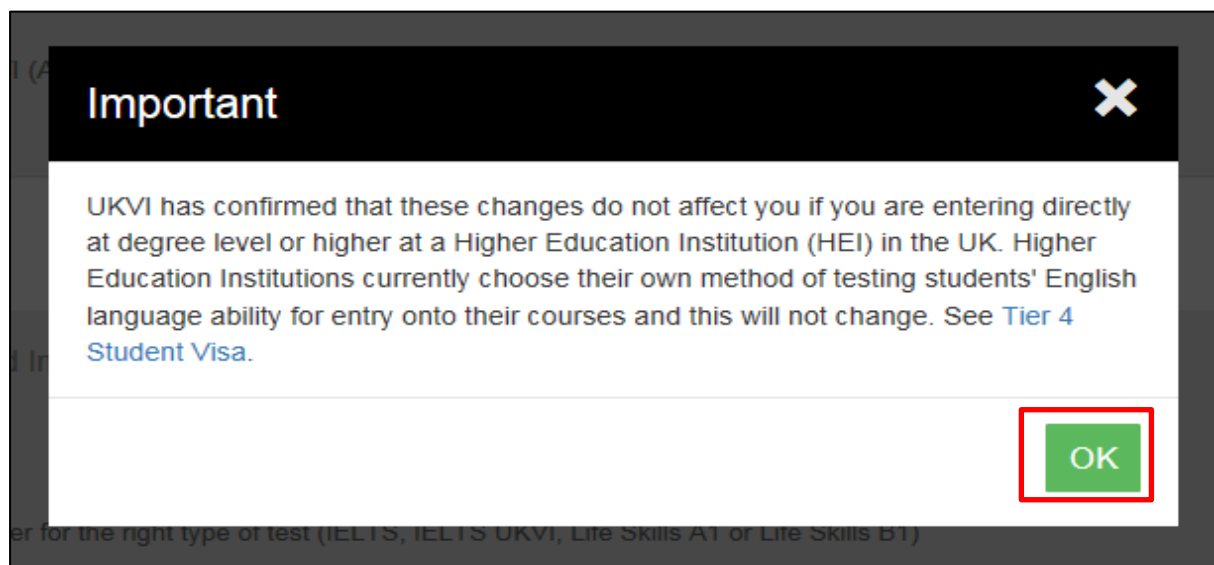 I (A
Important
UKVI has confirmed that these changes do not affect you if you are entering directly
at degree level or higher at a Higher Education Institution (HEI) in the UK. Higher
Education Institutions currently choose their own method of testing students' English
language ability for entry onto their courses and this will not change. See Tier 4
Student Visa.
d In
OK
er for the right type of test (IELTS, IELTS UKVI, Life Skills A1 or Life Skills B1)